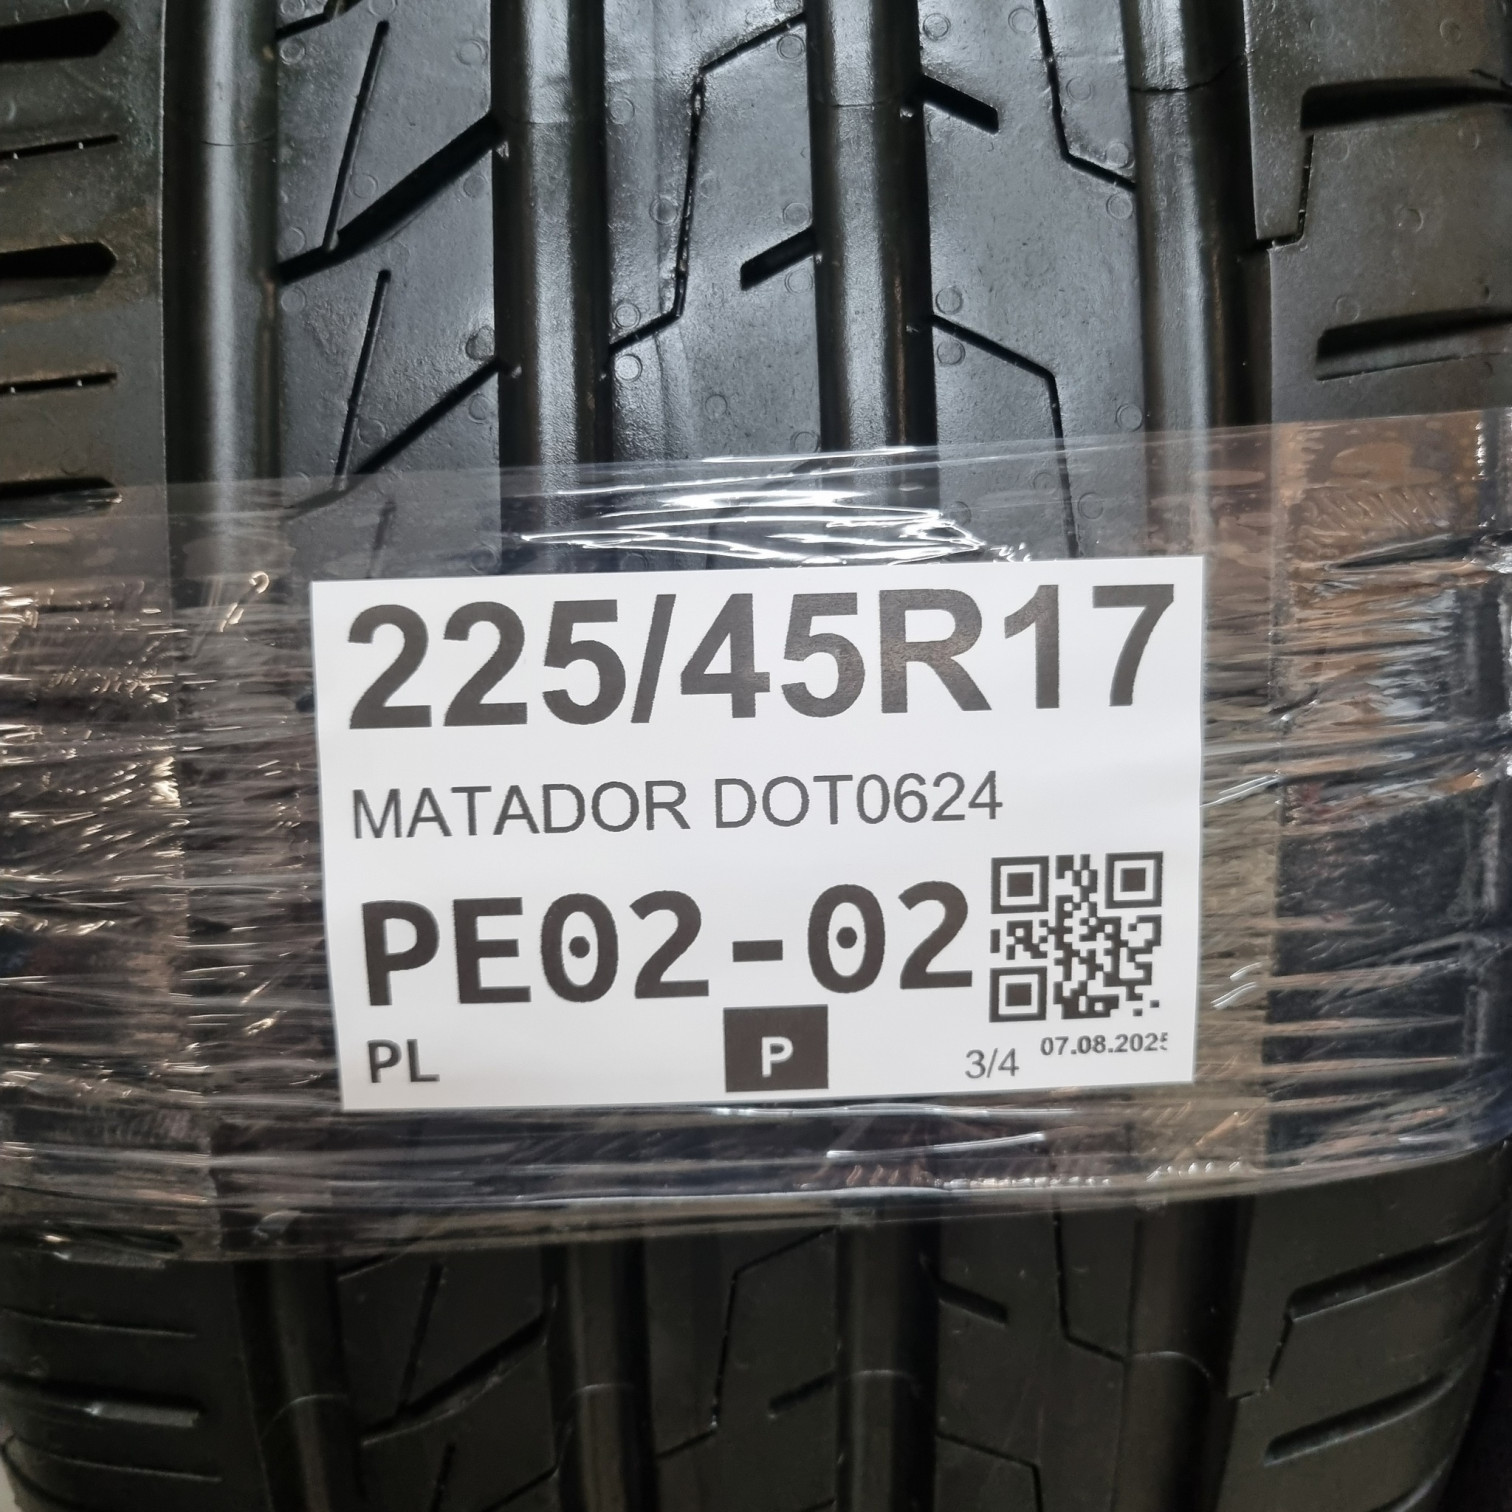 225/45R17
MATADOR DOT0624
PE02-02
PL
P
3/4
07.08.2025